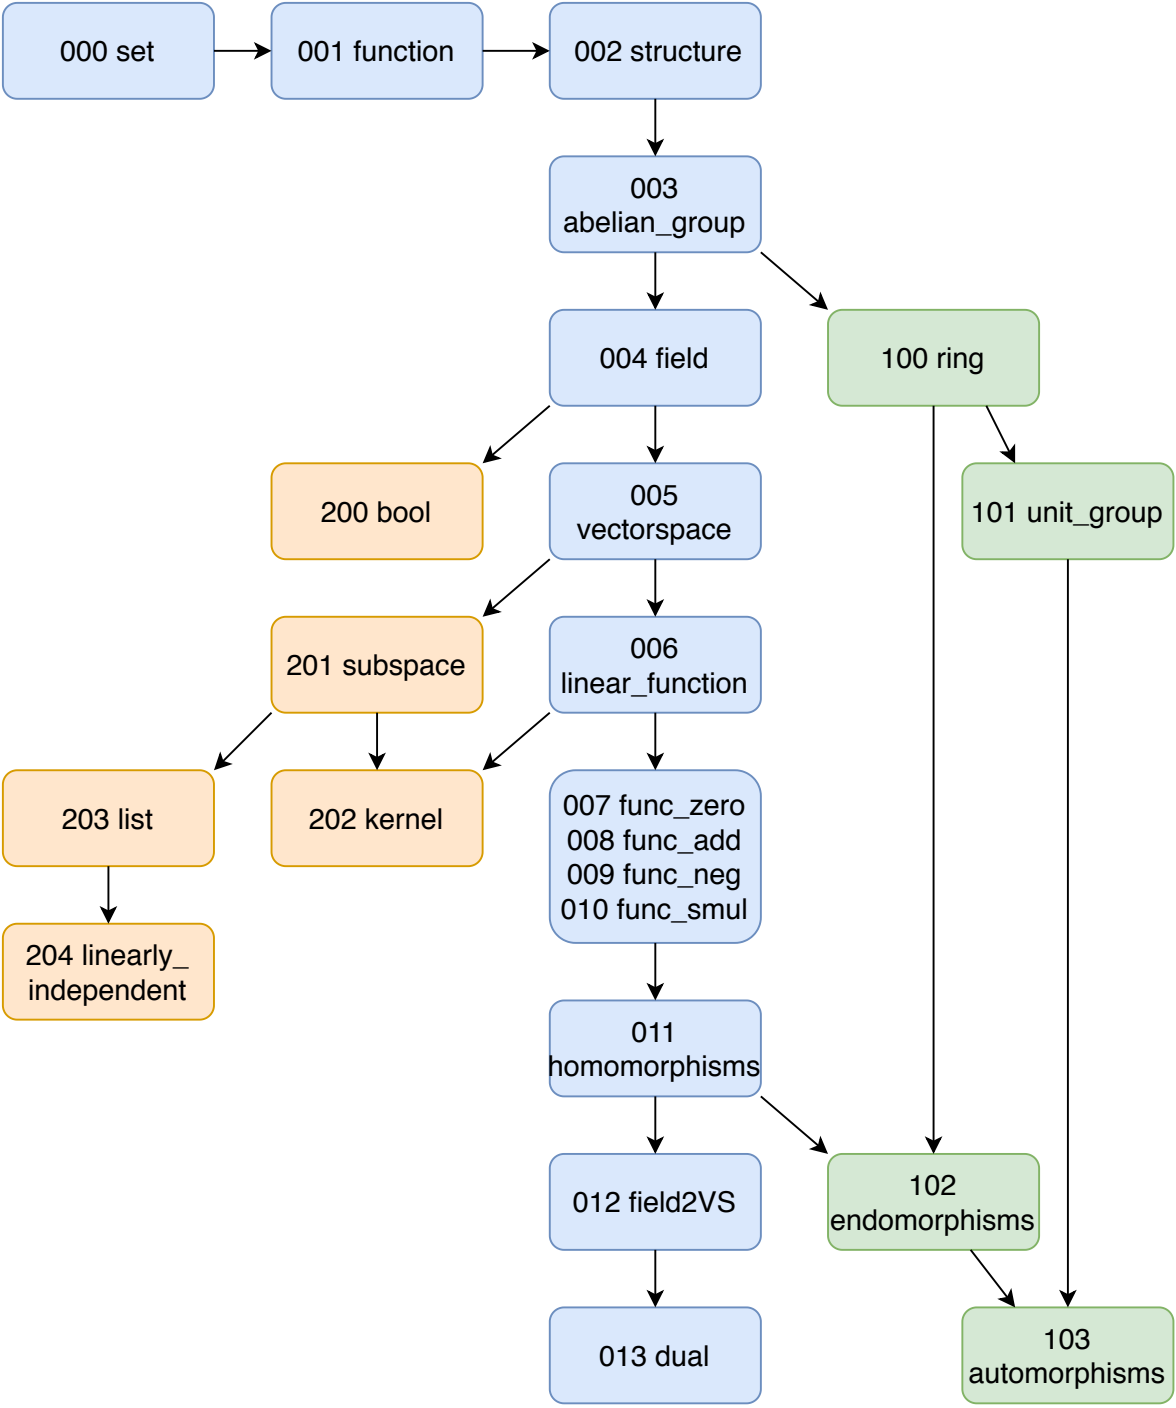 000 set
001 function
002 structure
003
abelian_group
004 field
100 ring
200 bool
005
vectorspace
101 unit_group
201 subspace
006
linear_function
203 list
202 kernel
007 func_zero
008 func_add
009 func_neg
010 func_smul
204 linearly_
independent
011
homomorphisms
012 field2VS
102
endomorphisms
013 dual
103
automorphisms